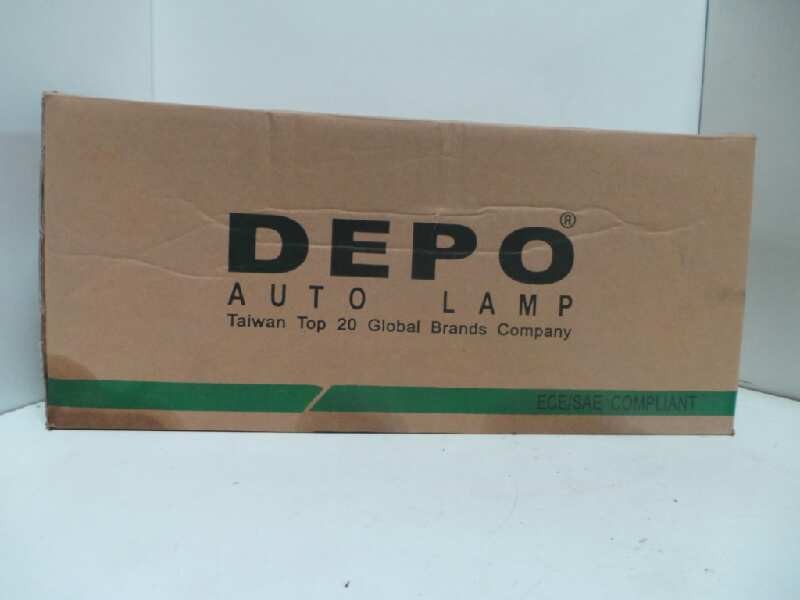 DEPO®
AUTO LAMP
Taiwan Top 20 Global Brands Company
ECE/SAE COMPLIANT